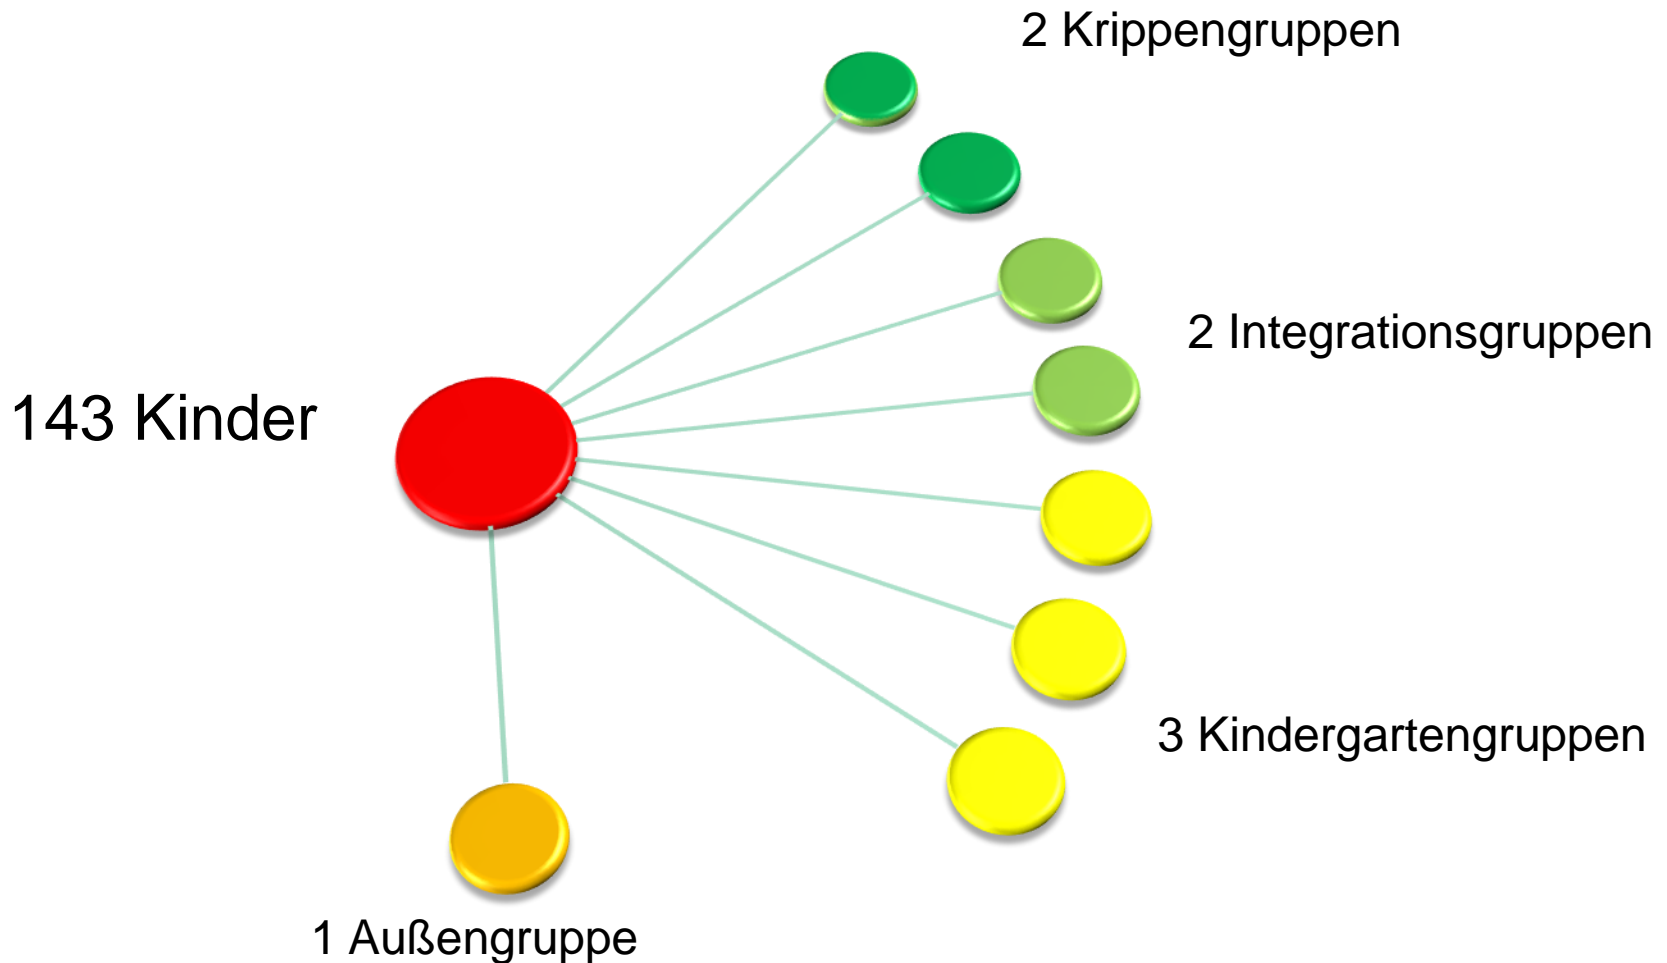 2 Krippengruppen
2 Integrationsgruppen
143 Kinder
3 Kindergartengruppen
1 Außengruppe